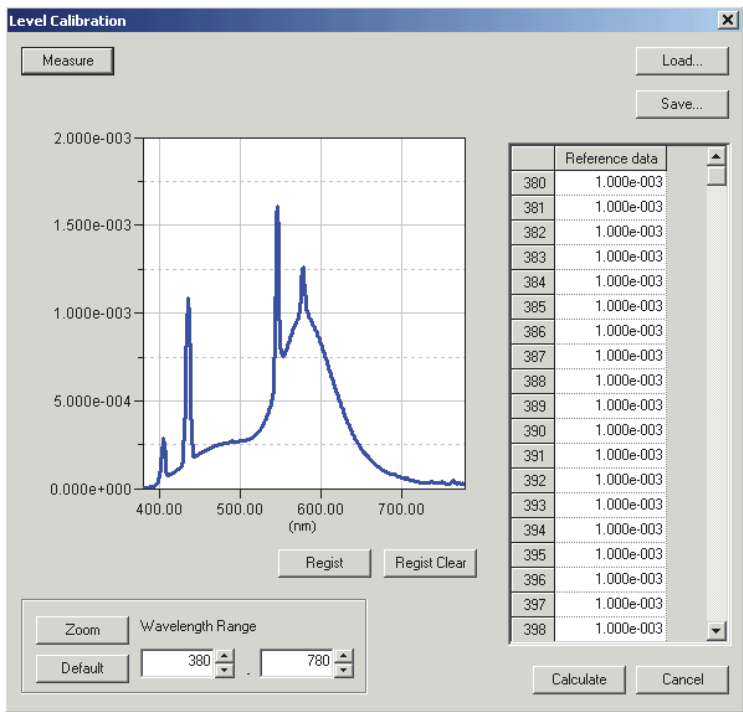 Level Calibration
Measure
Load...
Save...
2.000e-003
1.500e-003
1.000e-003
5.000e-004
0.000e+000
400.00 500.00 600.00 700.00
(nm)
Regist Regist Clear
Zoom Wavelength Range
Default 380 . 780
Reference data
380 1.000e-003
381 1.000e-003
382 1.000e-003
383 1.000e-003
384 1.000e-003
385 1.000e-003
386 1.000e-003
387 1.000e-003
388 1.000e-003
389 1.000e-003
390 1.000e-003
391 1.000e-003
392 1.000e-003
393 1.000e-003
394 1.000e-003
395 1.000e-003
396 1.000e-003
397 1.000e-003
398 1.000e-003
Calculate Cancel